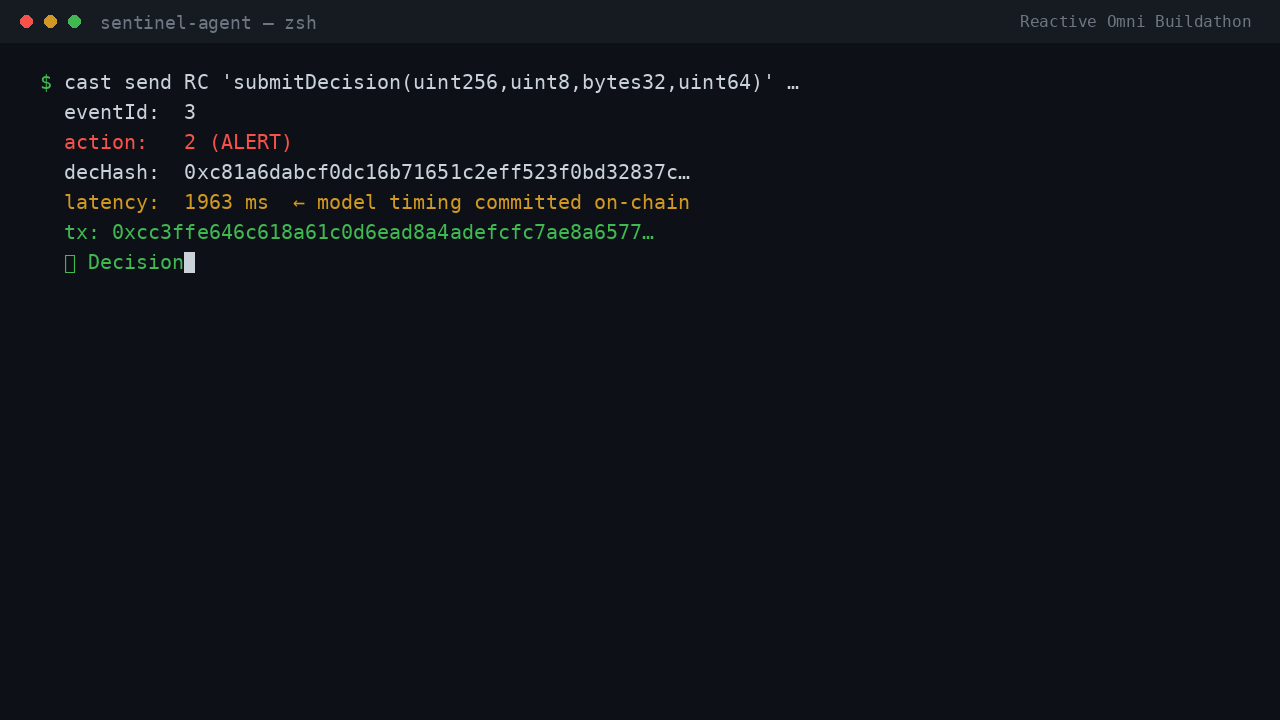 sentinel-agent — zsh
Reactive Omni Buildathon
$ cast send RC 'submitDecision(uint256,uint8,bytes32,uint64)' …
eventId: 3
action: 2 (ALERT)
decHash: 0xc81a6dabcf0dc16b71651c2eff523f0bd32837c…
latency: 1963 ms ← model timing committed on-chain
tx: 0xcc3ffe646c618a61c0d6ead8a4adefcfc7ae8a6577…
▯ Decision